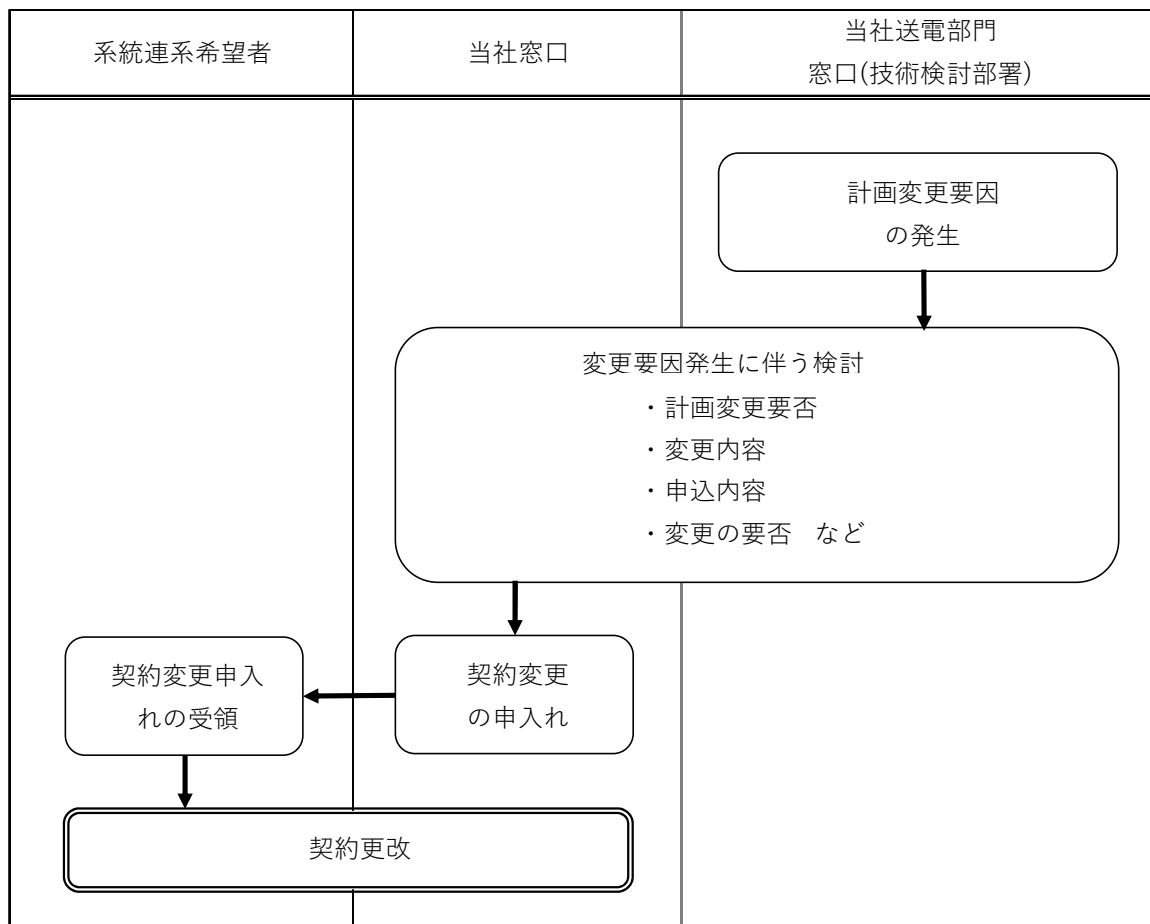 系統連系希望者
当社窓口
当社送電部門
窓口(技術検討部署)
計画変更要因
の発生
変更要因発生に伴う検討
・計画変更要否
・変更内容
・申込内容
・変更の要否　など
契約変更申入
れの受領
契約変更
の申入れ
契約更改